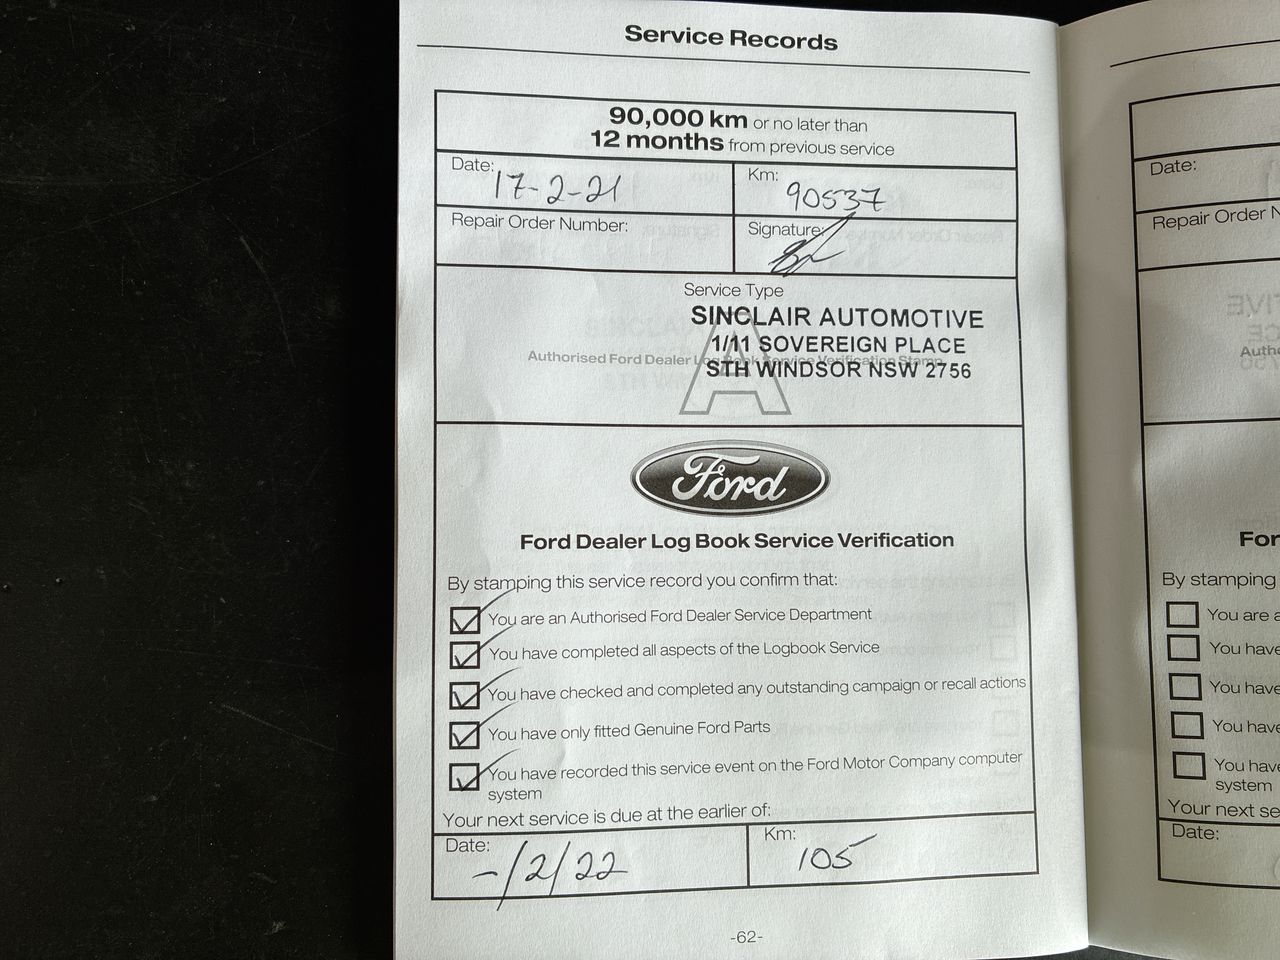 Service Records
90,000 km or no later than
12 months from previous service
Date: 17-2-21
Km: 90537
Repair Order Number:
Signature:
Service Type
SINCLAIR AUTOMOTIVE
1/11 SOVEREIGN PLACE
Authorised Ford Dealer Log Book Service Verification Stamp
STH WINDSOR NSW 2756
A
Ford
Ford Dealer Log Book Service Verification
By stamping this service record you confirm that:
You are an Authorised Ford Dealer Service Department
You have completed all aspects of the Logbook Service
You have checked and completed any outstanding campaign or recall actions
You have only fitted Genuine Ford Parts
You have recorded this service event on the Ford Motor Company computer
system
Your next service is due at the earlier of:
Date: -/2/22
Km: 105
-62-
Date:
Repair Order N
For
By stamping
You are a
You have
You have
You have
You have
system
Your next se
Date: